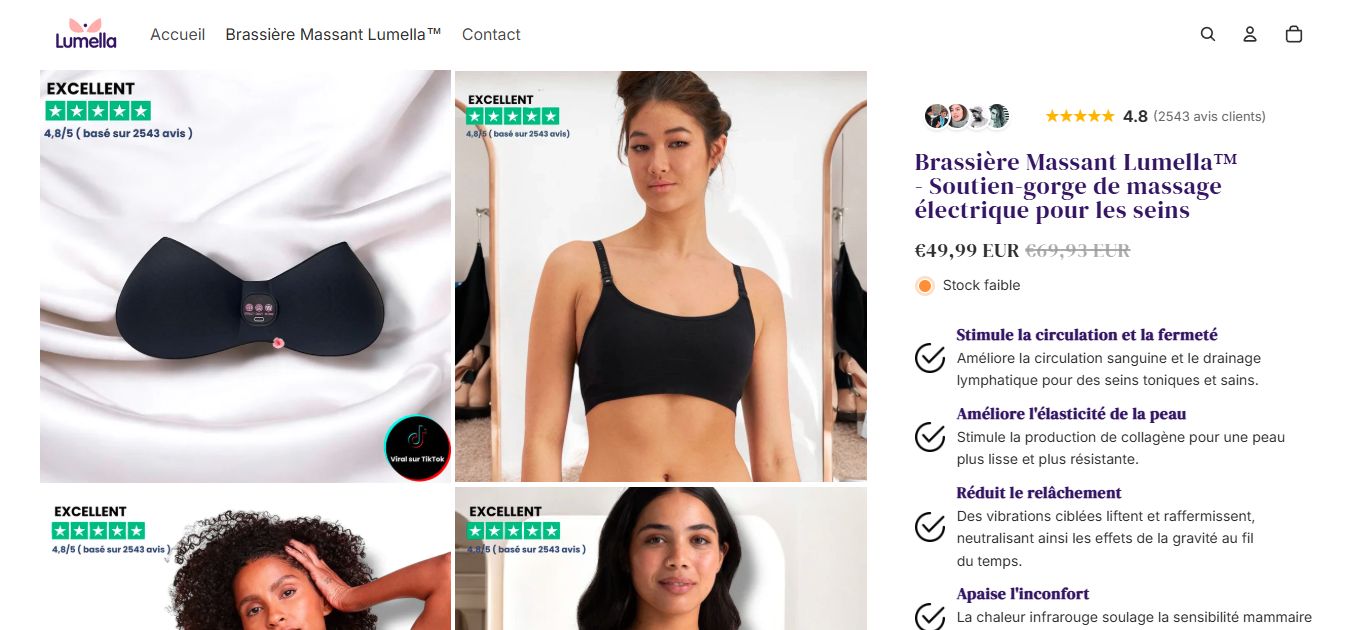 Lumella
Accueil
Brassière Massant Lumella™
Contact
EXCELLENT
4,8/5 ( basé sur 2543 avis )
Viral sur TikTok
EXCELLENT
4,8/5 ( basé sur 2543 avis)
EXCELLENT
4,8/5 ( basé sur 2543 avis )
EXCELLENT
4,8/5 ( basé sur 2543 avis )
4.8 (2543 avis clients)
Brassière Massant Lumella™
- Soutien-gorge de massage
électrique pour les seins
€49,99 EUR €69,93 EUR
Stock faible
Stimule la circulation et la fermeté
Améliore la circulation sanguine et le drainage
lymphatique pour des seins toniques et sains.
Améliore l'élasticité de la peau
Stimule la production de collagène pour une peau
plus lisse et plus résistante.
Réduit le relâchement
Des vibrations ciblées liftent et raffermissent,
neutralisant ainsi les effets de la gravité au fil
du temps.
Apaise l'inconfort
La chaleur infrarouge soulage la sensibilité mammaire